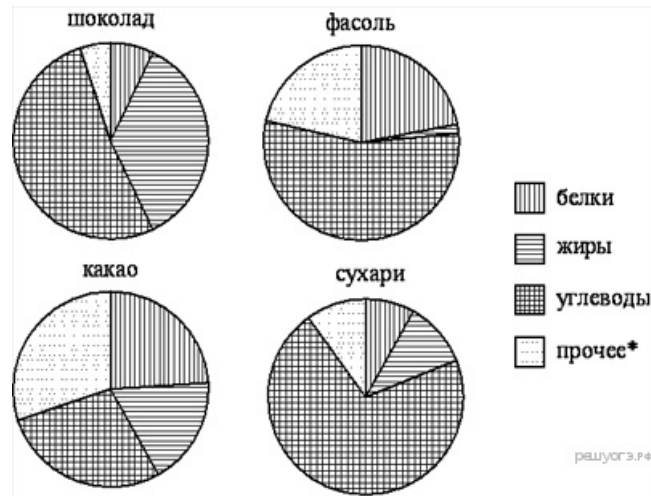 шоколад
фасоль
какао
сухари
белки
жиры
углеводы
прочее*
решуогэ.рф